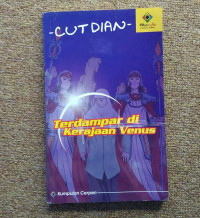 -CUT DIAN-
Terdampar di
Kerajaan Venus
Kumpulan Cerpen